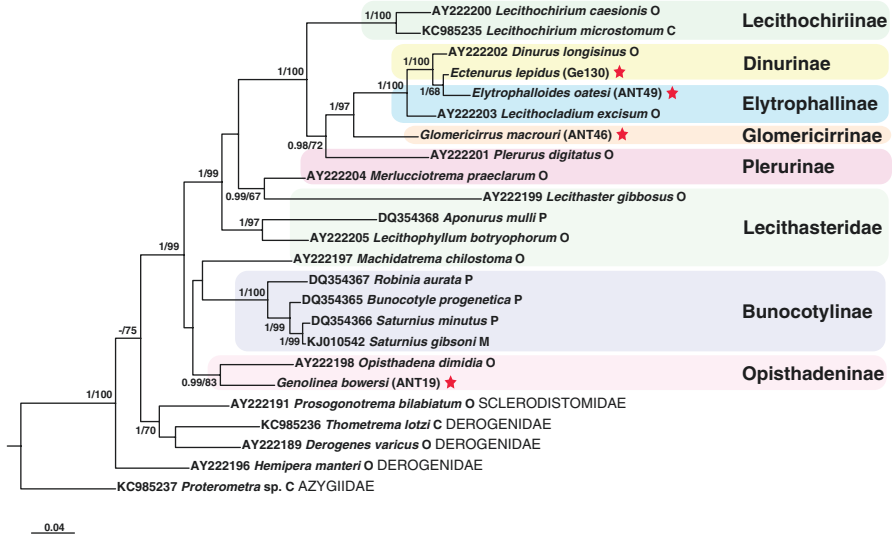 1/100
AY222200 Lecithochirium caesionis O
KC985235 Lecithochirium microstomum C
Lecithochiriinae
AY222202 Dinurus longisinus O
1/100
Ectenurus lepidus (Ge130)
Dinurinae
1/100
1/68
Elytrophalloides oatesi (ANT49)
1/100
AY222203 Lecithocladium excisum O
Elytrophallinae
1/97
Glomericirrus macrouri (ANT46)
Glomericirrinae
0.98/72
AY222201 Plerurus digitatus O
AY222204 Merlucciotrema praeclarum O
Plerurinae
1/99
0.99/67
AY222199 Lecithaster gibbosus O
DQ354368 Aponurus mulli P
1/97
AY222205 Lecithophyllum botryophorum O
Lecithasteridae
1/99
AY222197 Machidatrema chilostoma O
DQ354367 Robinia aurata P
1/100
DQ354365 Bunocotyle progenetica P
1/99
DQ354366 Saturnius minutus P
1/99
KJ010542 Saturnius gibsoni M
Bunocotylinae
-/75
AY222198 Opisthadena dimidia O
0.99/83
Genolinea bowersi (ANT19)
Opisthadeninae
1/100
AY222191 Prosogonotrema bilabiatum O SCLERODISTOMIDAE
1/70
KC985236 Thometrema lotzi C DEROGENIDAE
AY222189 Derogenes varicus O DEROGENIDAE
AY222196 Hemipera manteri O DEROGENIDAE
KC985237 Proterometra sp. C AZYGIIDAE
0.04